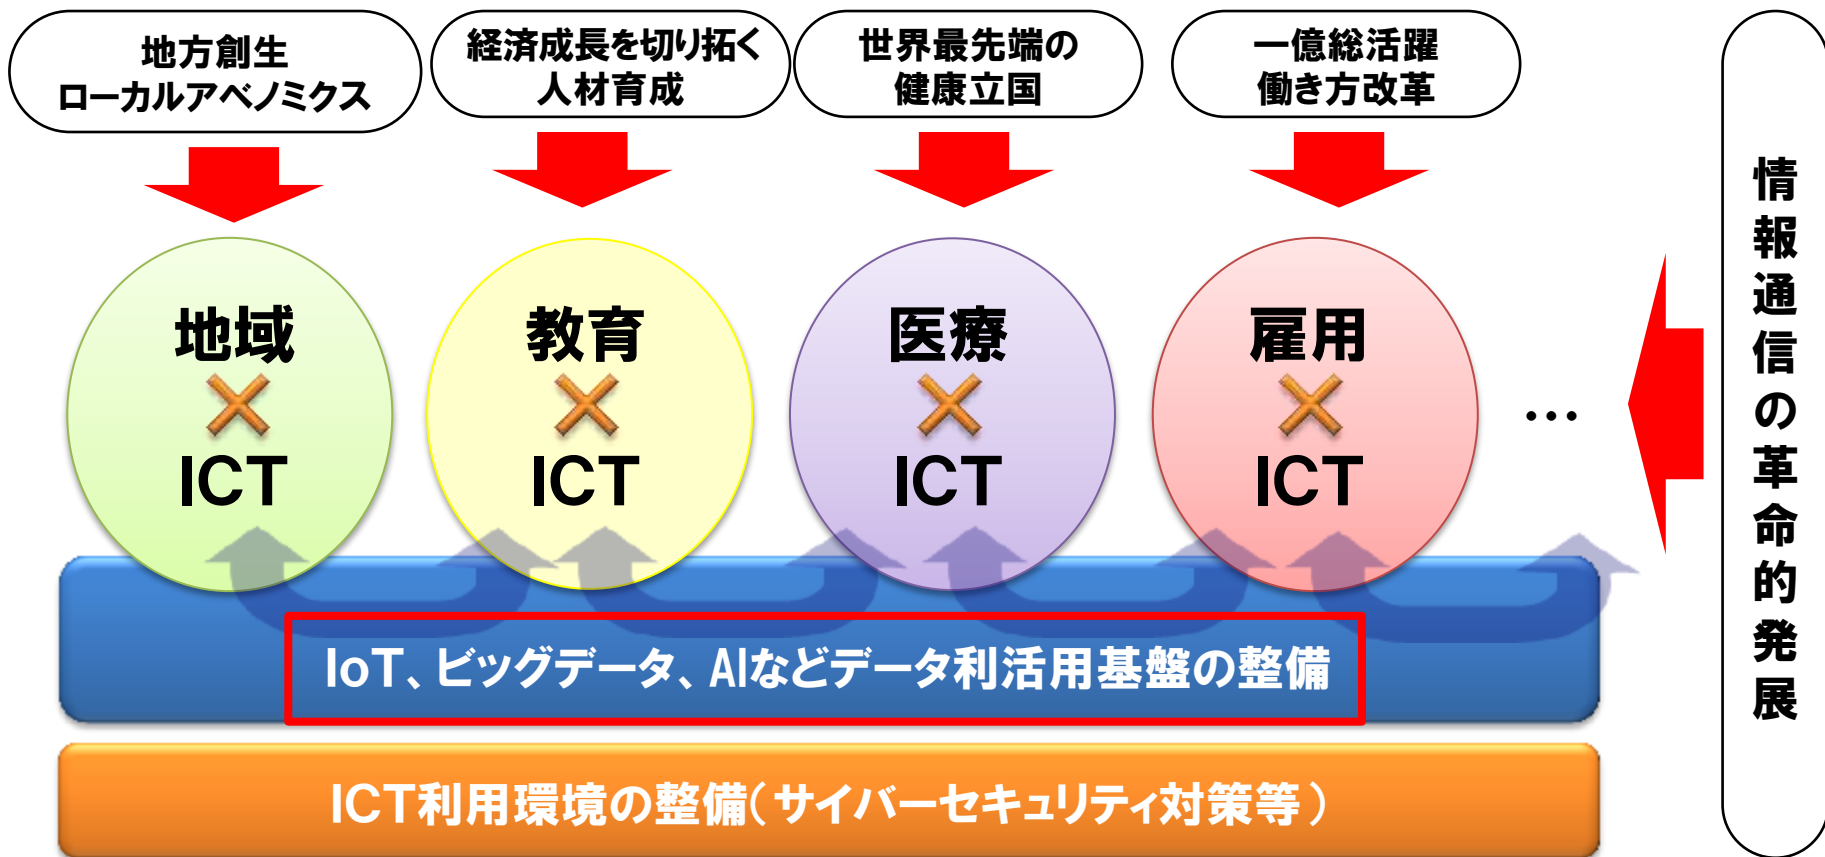 地方創生
ローカルアベノミクス
経済成長を切り拓く
人材育成
世界最先端の
健康立国
一億総活躍
働き方改革
地域
×
ICT
教育
×
ICT
医療
×
ICT
雇用
×
ICT
…
情報通信の革命的発展
IoT、ビッグデータ、AIなどデータ利活用基盤の整備
ICT利用環境の整備(サイバーセキュリティ対策等)